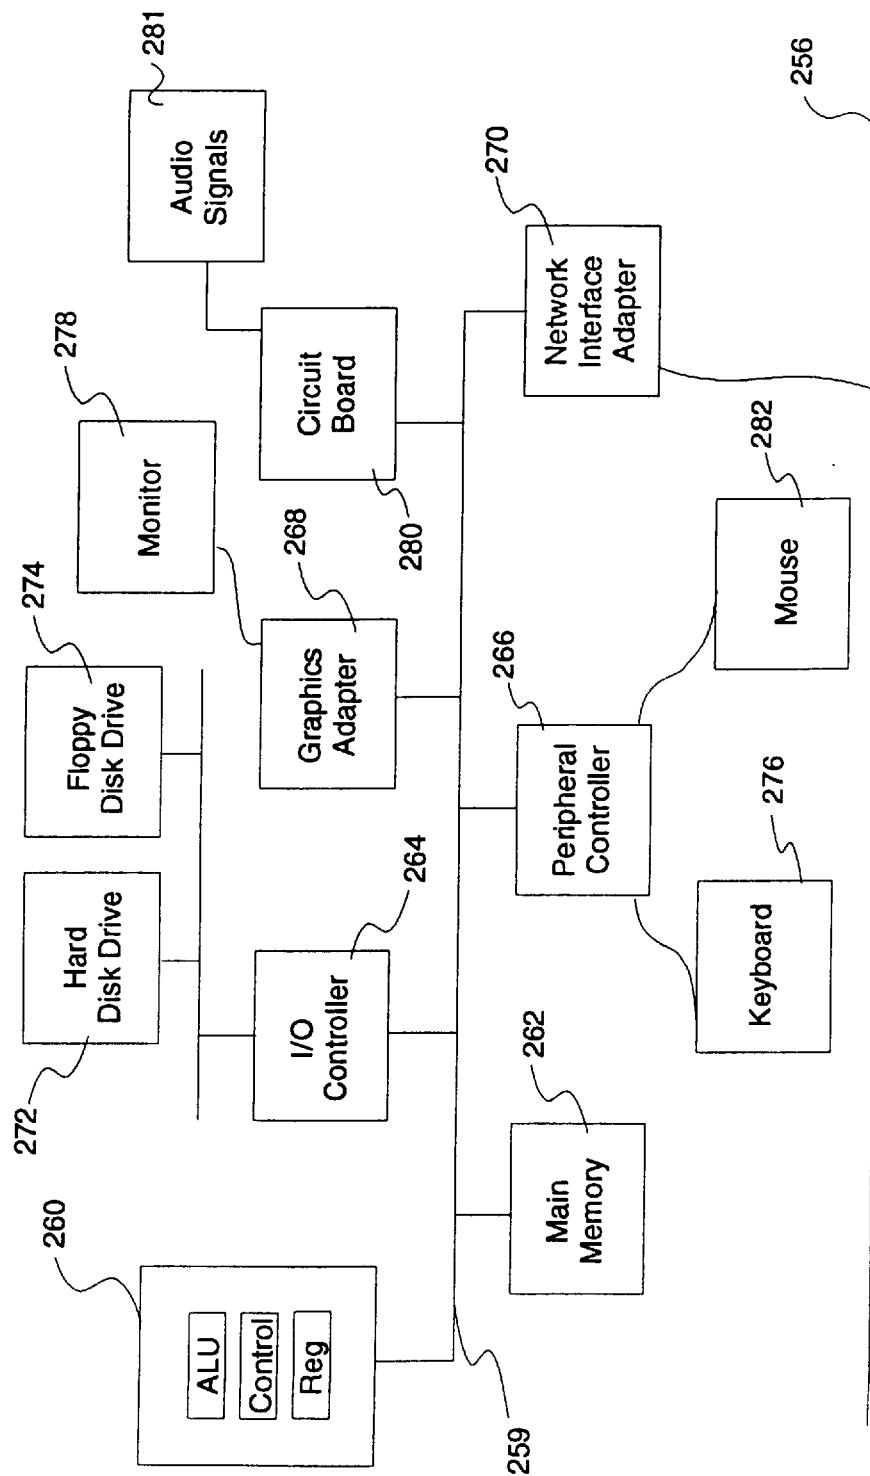 260
ALU
Control
Reg
259
272
Hard
Disk Drive
274
Floppy
Disk Drive
I/O
Controller
264
278
Monitor
Graphics
Adapter
268
281
Audio
Signals
Circuit
Board
280
Main
Memory
262
266
Peripheral
Controller
Keyboard
276
Mouse
282
270
Network
Interface
Adapter
256